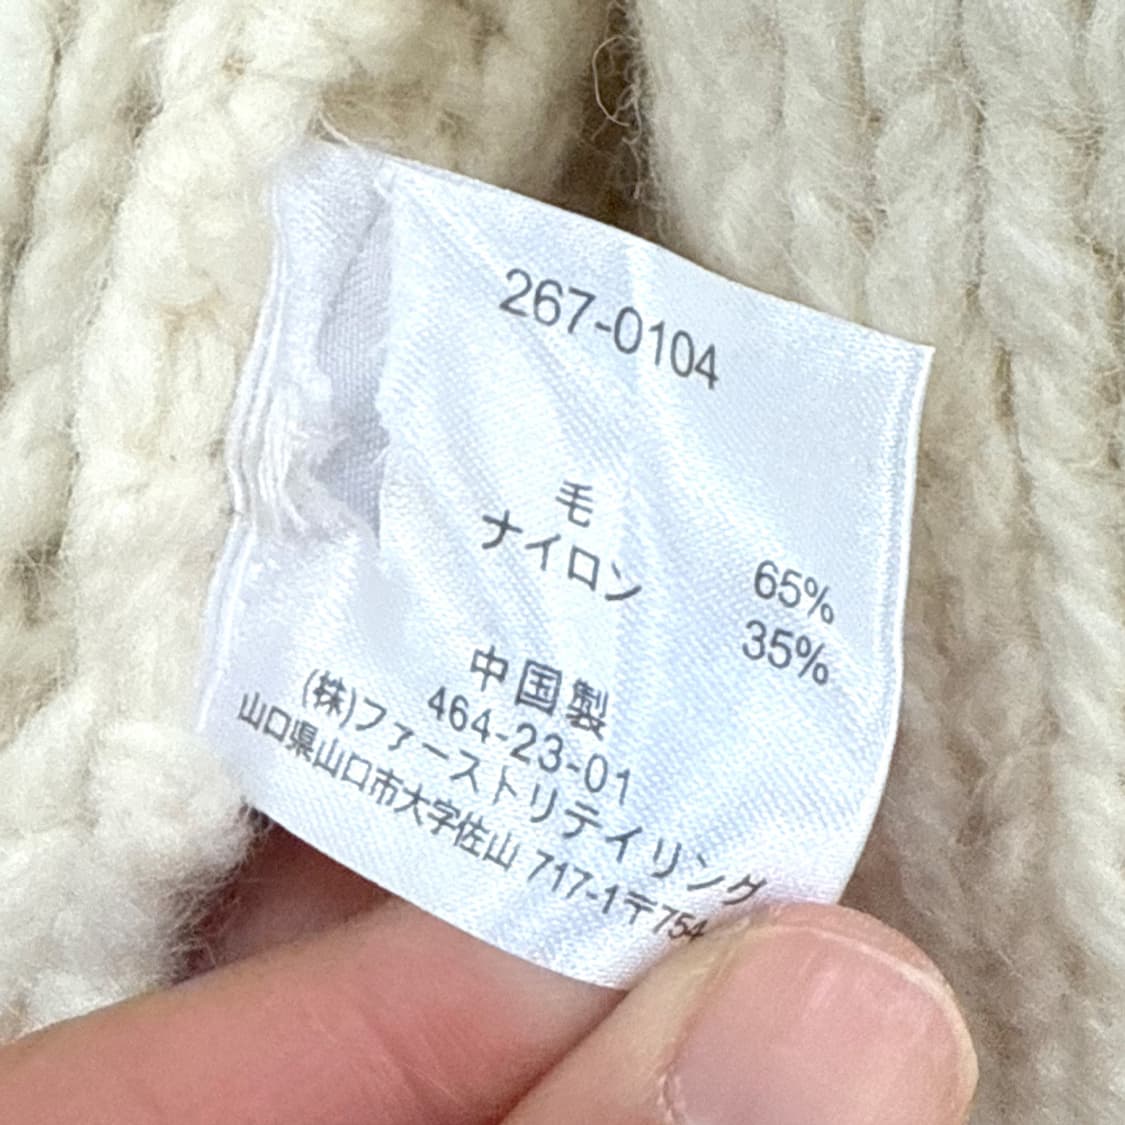 267-0104
毛 65%
ナイロン 35%
中国製
464-23-01
(株)ファーストリテイリング
山口県山口市大字佐山 717-1〒754